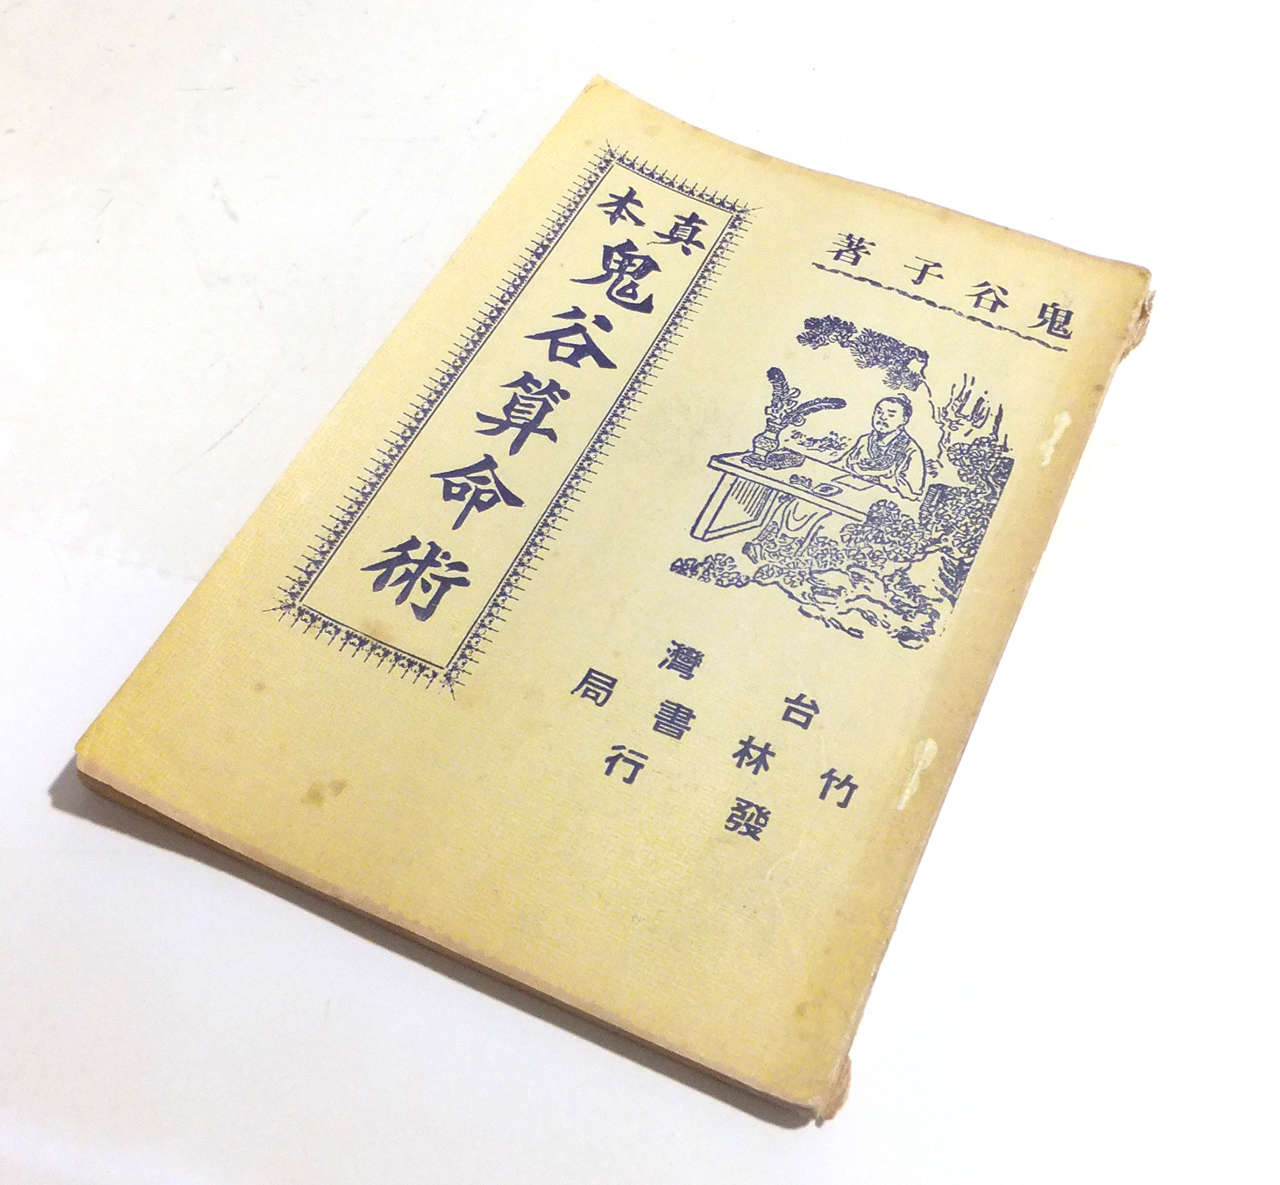 鬼谷子著
真本
鬼谷算命術
台灣
竹林書局
發行